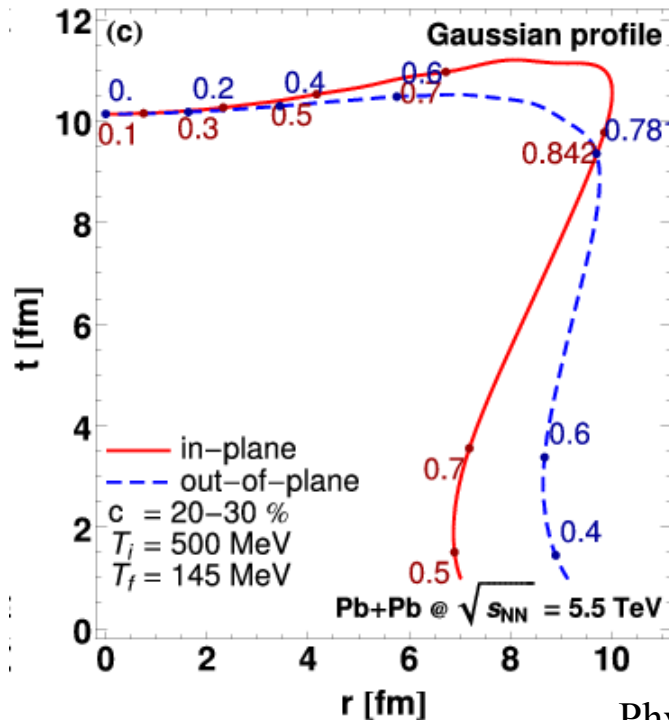 (c) Gaussian profile
12
10
8
6
4
2
0
t [fm]
0. 0.2 0.4 0.6
0.1 0.3 0.5 0.7
0.78
0.842
0.6
0.7
0.4
0.5
in-plane
out-of-plane
c = 20-30 %
T_i = 500 MeV
T_f = 145 MeV
Pb+Pb @ √s_NN = 5.5 TeV
0 2 4 6 8 10
r [fm]